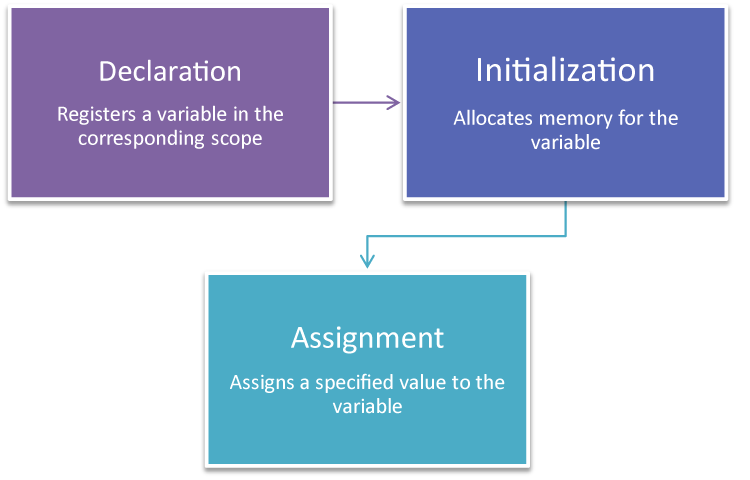 Declaration
Registers a variable in the
corresponding scope
Initialization
Allocates memory for the
variable
Assignment
Assigns a specified value to the
variable